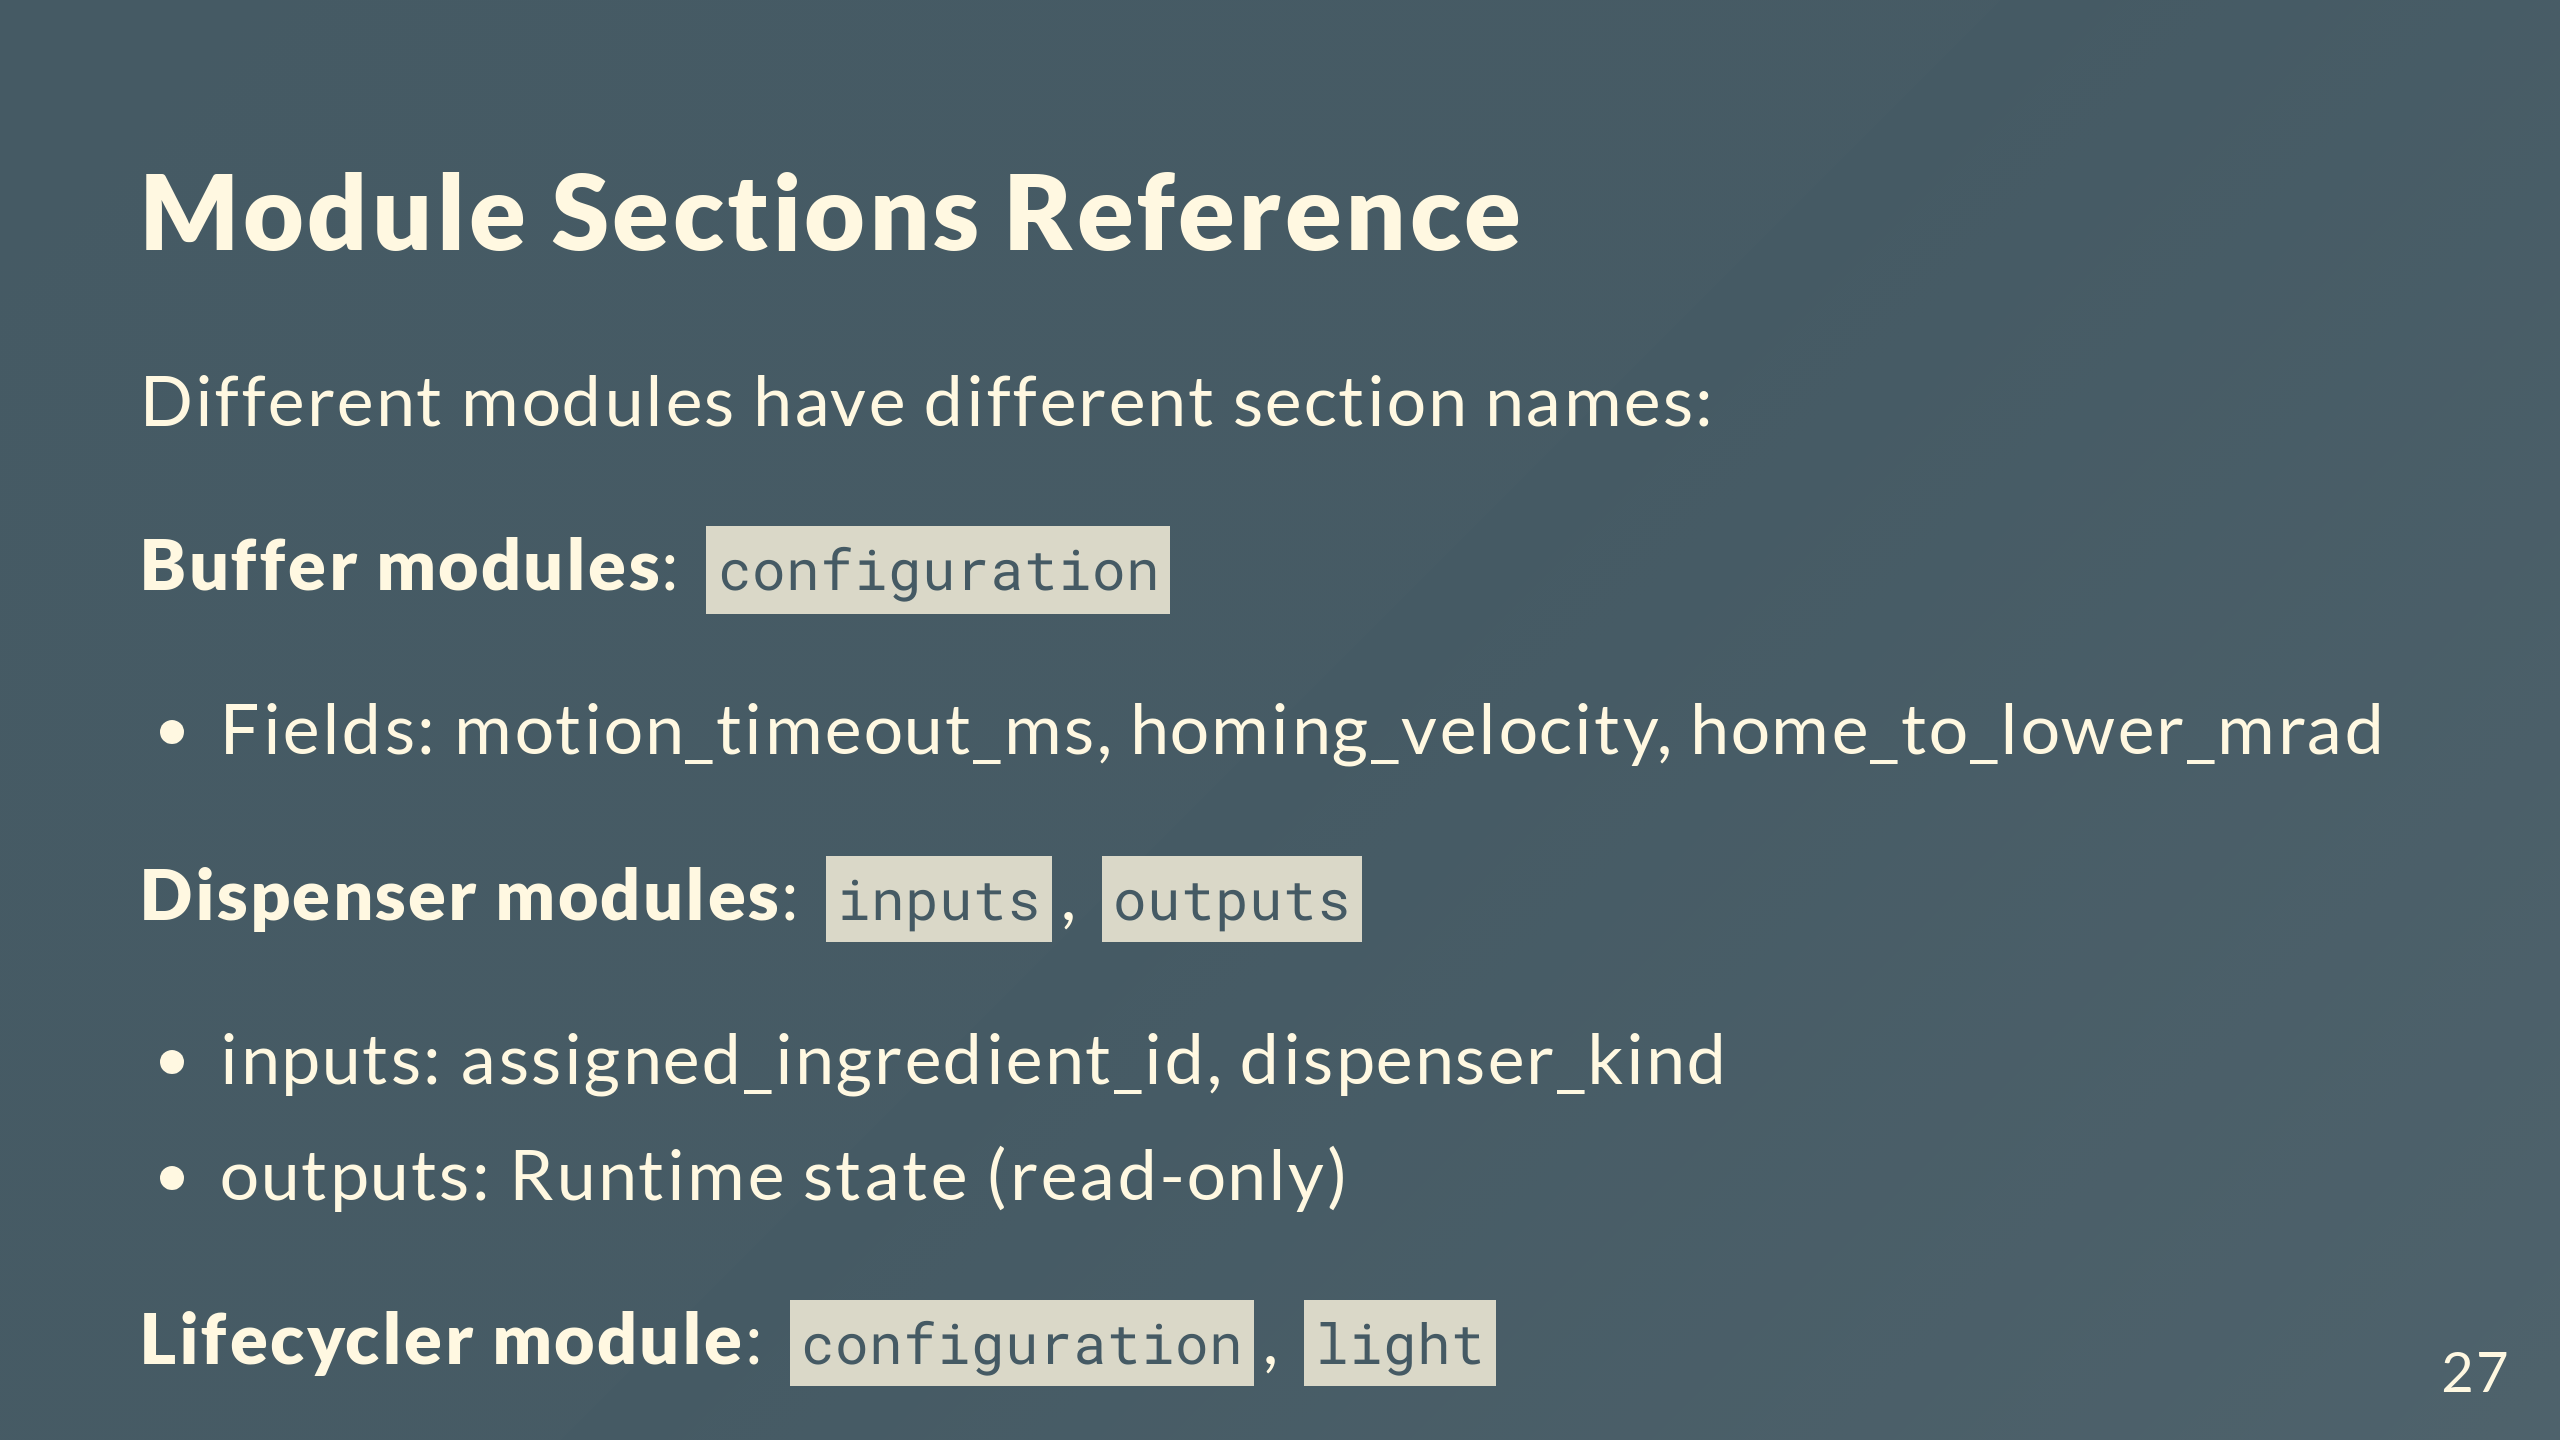 Module Sections Reference
Different modules have different section names:
Buffer modules: configuration
• Fields: motion_timeout_ms, homing_velocity, home_to_lower_mrad
Dispenser modules: inputs, outputs
• inputs: assigned_ingredient_id, dispenser_kind
• outputs: Runtime state (read-only)
Lifecycler module: configuration, light
27